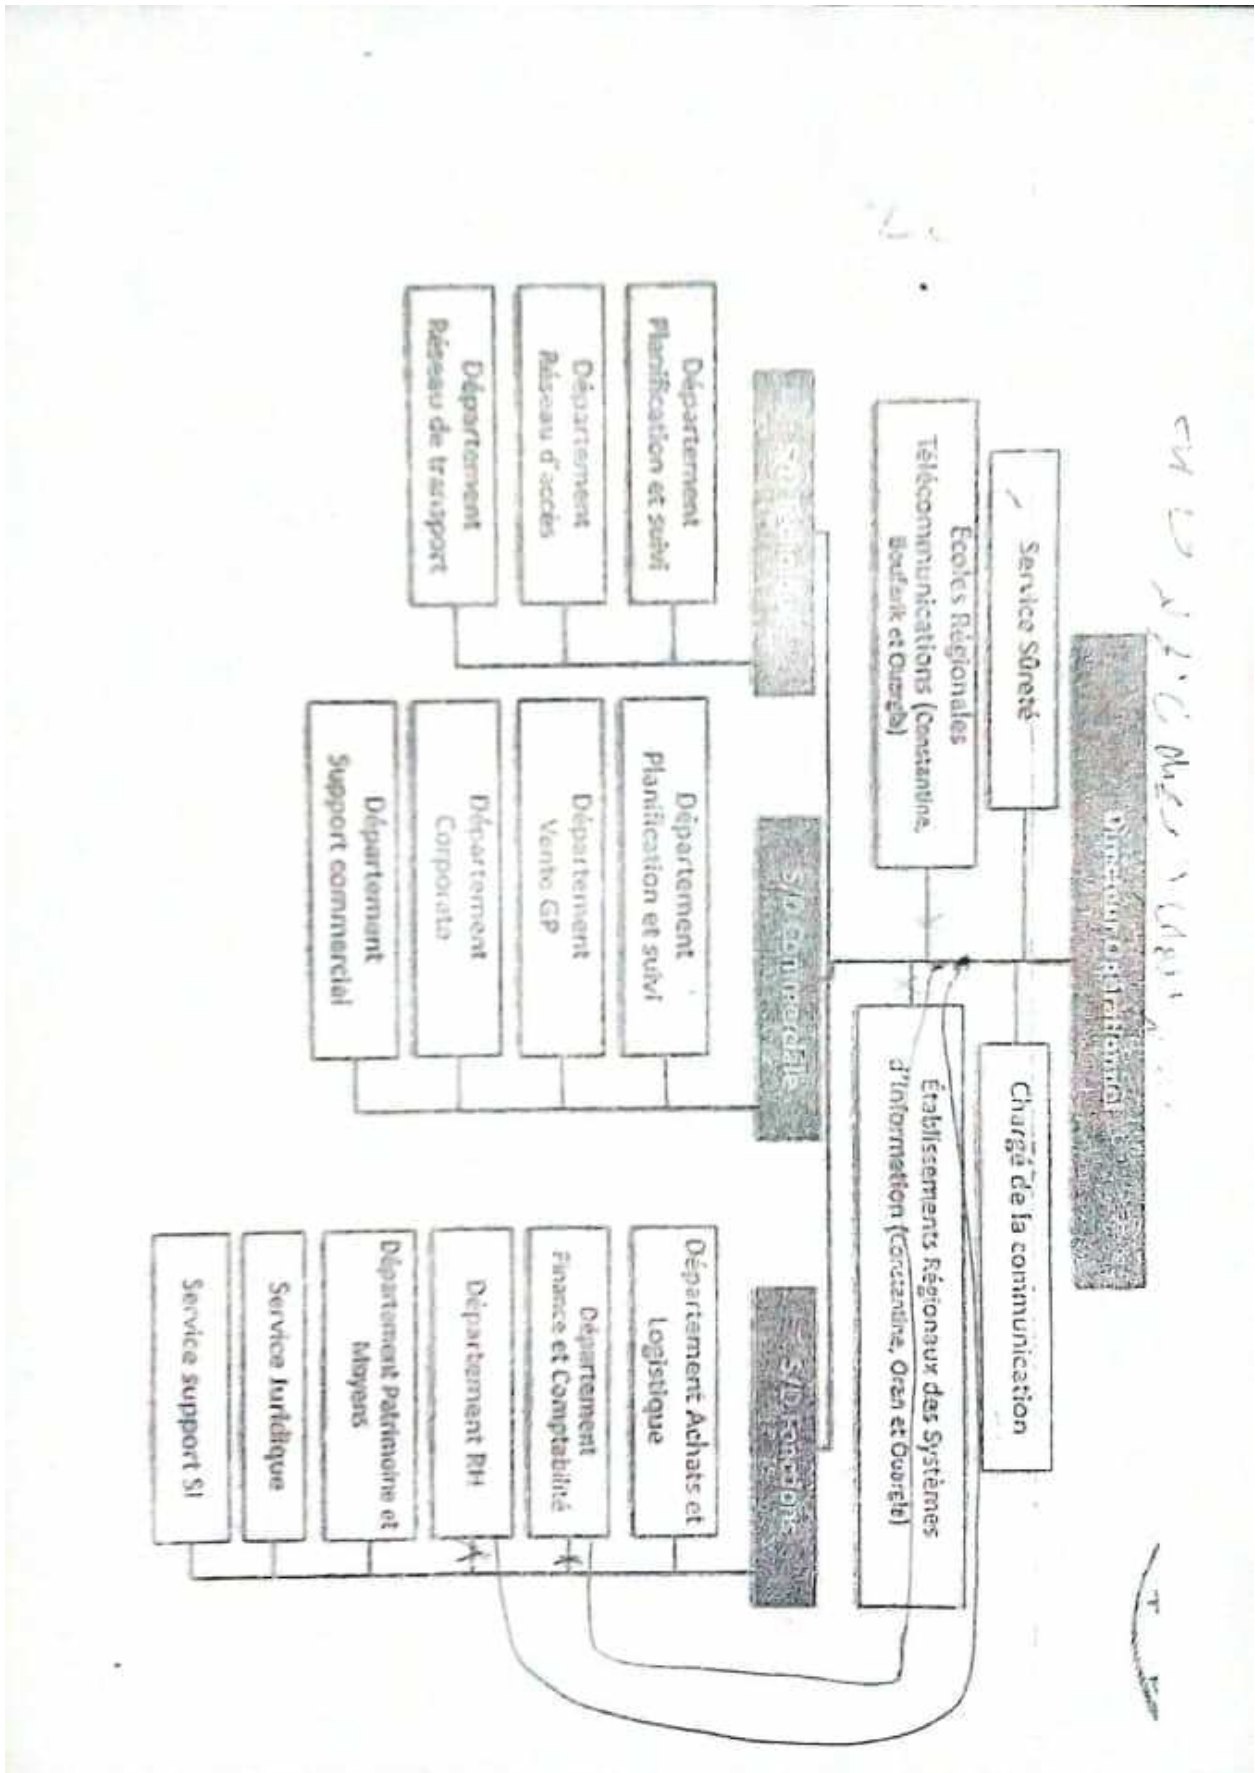 Service Sûreté
Chargé de la communication
Ecoles Régionales
Télécommunications (Constantine,
Boufarik et Ouargla)
Établissements Régionaux des Systèmes
d'Information (Constantine, Oran et Ouargla)
S/D Commerciale
S/D Fonctions
Département
Planification et suivi
Département
Réseau d'accès
Département
Réseau de transport
Département
Planification et suivi
Département
Vente GP
Département
Corporate
Département
Support commercial
Département Achats et
Logistique
Département
Finance et Comptabilité
Département RH
Département Patrimoine et
Moyens
Service Juridique
Service support SI